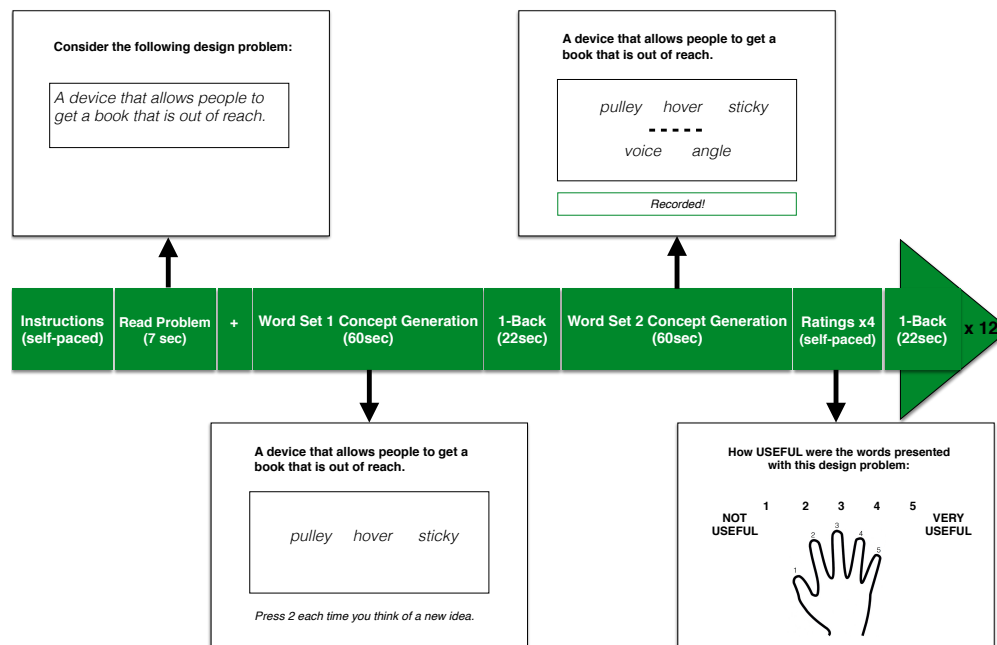 Consider the following design problem:
A device that allows people to
get a book that is out of reach.
A device that allows people to get a
book that is out of reach.
pulley hover sticky
voice angle
Recorded!
Instructions
(self-paced)
Read Problem
(7 sec)
+
Word Set 1 Concept Generation
(60sec)
1-Back
(22sec)
Word Set 2 Concept Generation
(60sec)
Ratings x4
(self-paced)
1-Back
(22sec)
x 12
A device that allows people to get a
book that is out of reach.
pulley hover sticky
Press 2 each time you think of a new idea.
How USEFUL were the words presented
with this design problem:
1 2 3 4 5
NOT
USEFUL
VERY
USEFUL
1
2
3
4
5